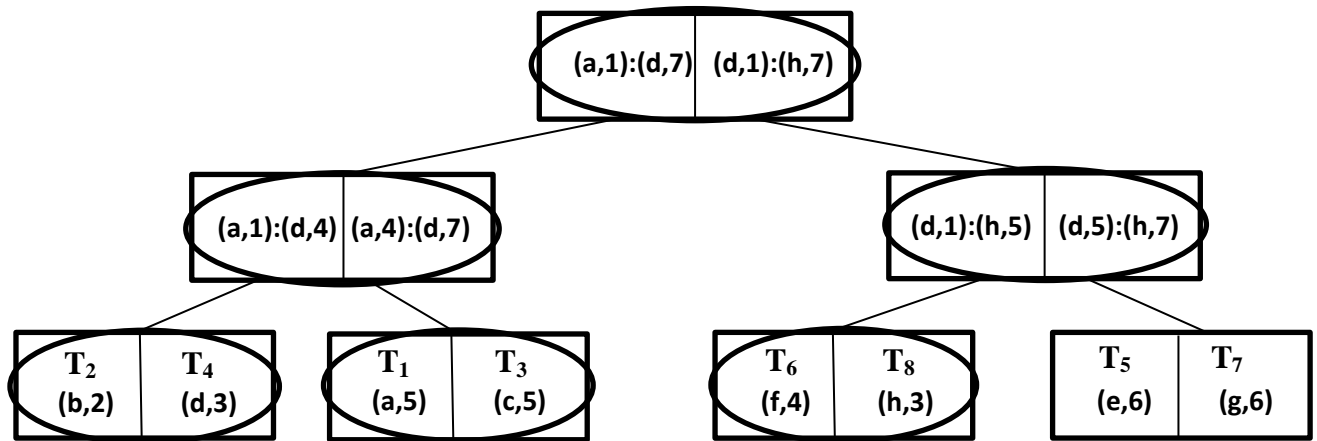 (a,1):(d,7) (d,1):(h,7)
(a,1):(d,4) (a,4):(d,7) (d,1):(h,5) (d,5):(h,7)
T₂ T₄ T₁ T₃ T₆ T₈ T₅ T₇
(b,2) (d,3) (a,5) (c,5) (f,4) (h,3) (e,6) (g,6)